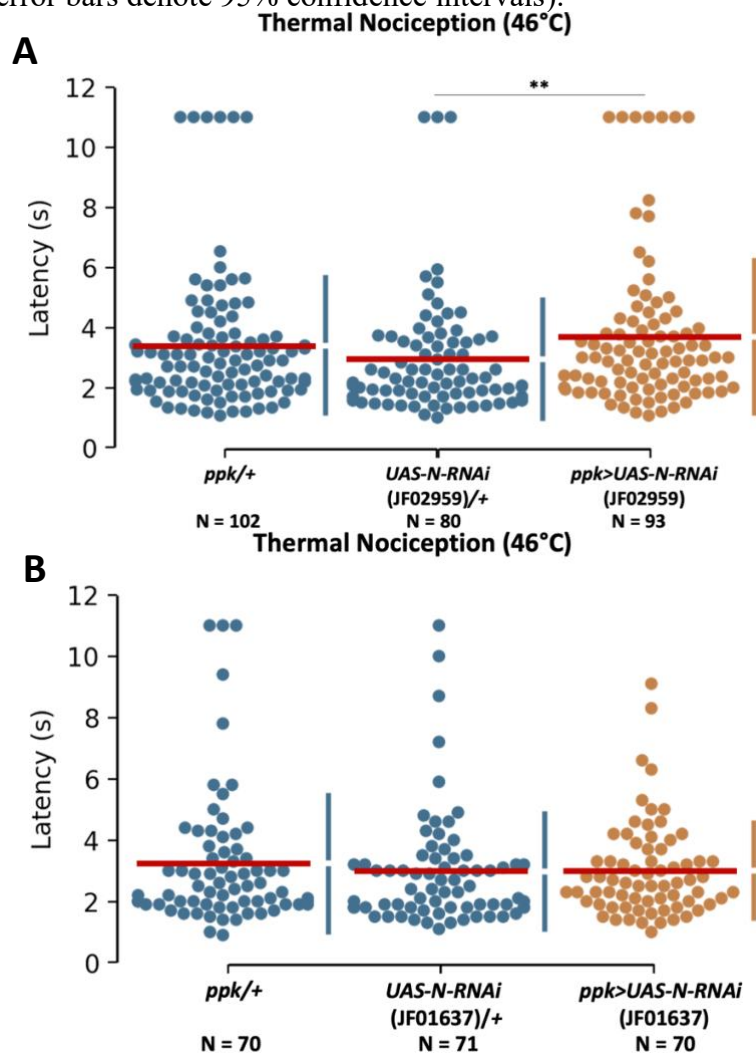 error bars denote 95% confidence intervals).
Thermal Nociception (46°C)
A
**
12
10
8
6
4
2
0
Latency (s)
ppk/+
UAS-N-RNAi
(JF02959)/+
ppk>UAS-N-RNAi
(JF02959)
N = 102
N = 80
N = 93
Thermal Nociception (46°C)
B
12
10
8
6
4
2
0
Latency (s)
ppk/+
UAS-N-RNAi
(JF01637)/+
ppk>UAS-N-RNAi
(JF01637)
N = 70
N = 71
N = 70